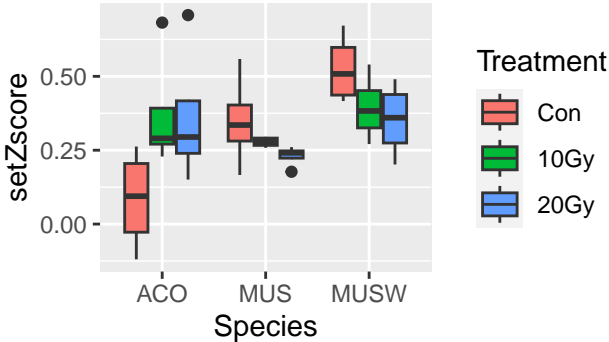 setZscore
0.50
0.25
0.00
ACO MUS MUSW
Species
Treatment
Con
10Gy
20Gy